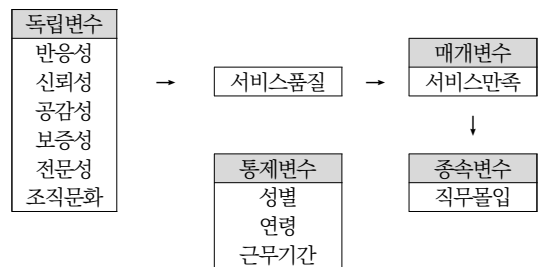 독립변수
반응성
신뢰성
공감성
보증성
전문성
조직문화
→
서비스품질
→
매개변수
서비스만족
↓
통제변수
성별
연령
근무기간
종속변수
직무몰입